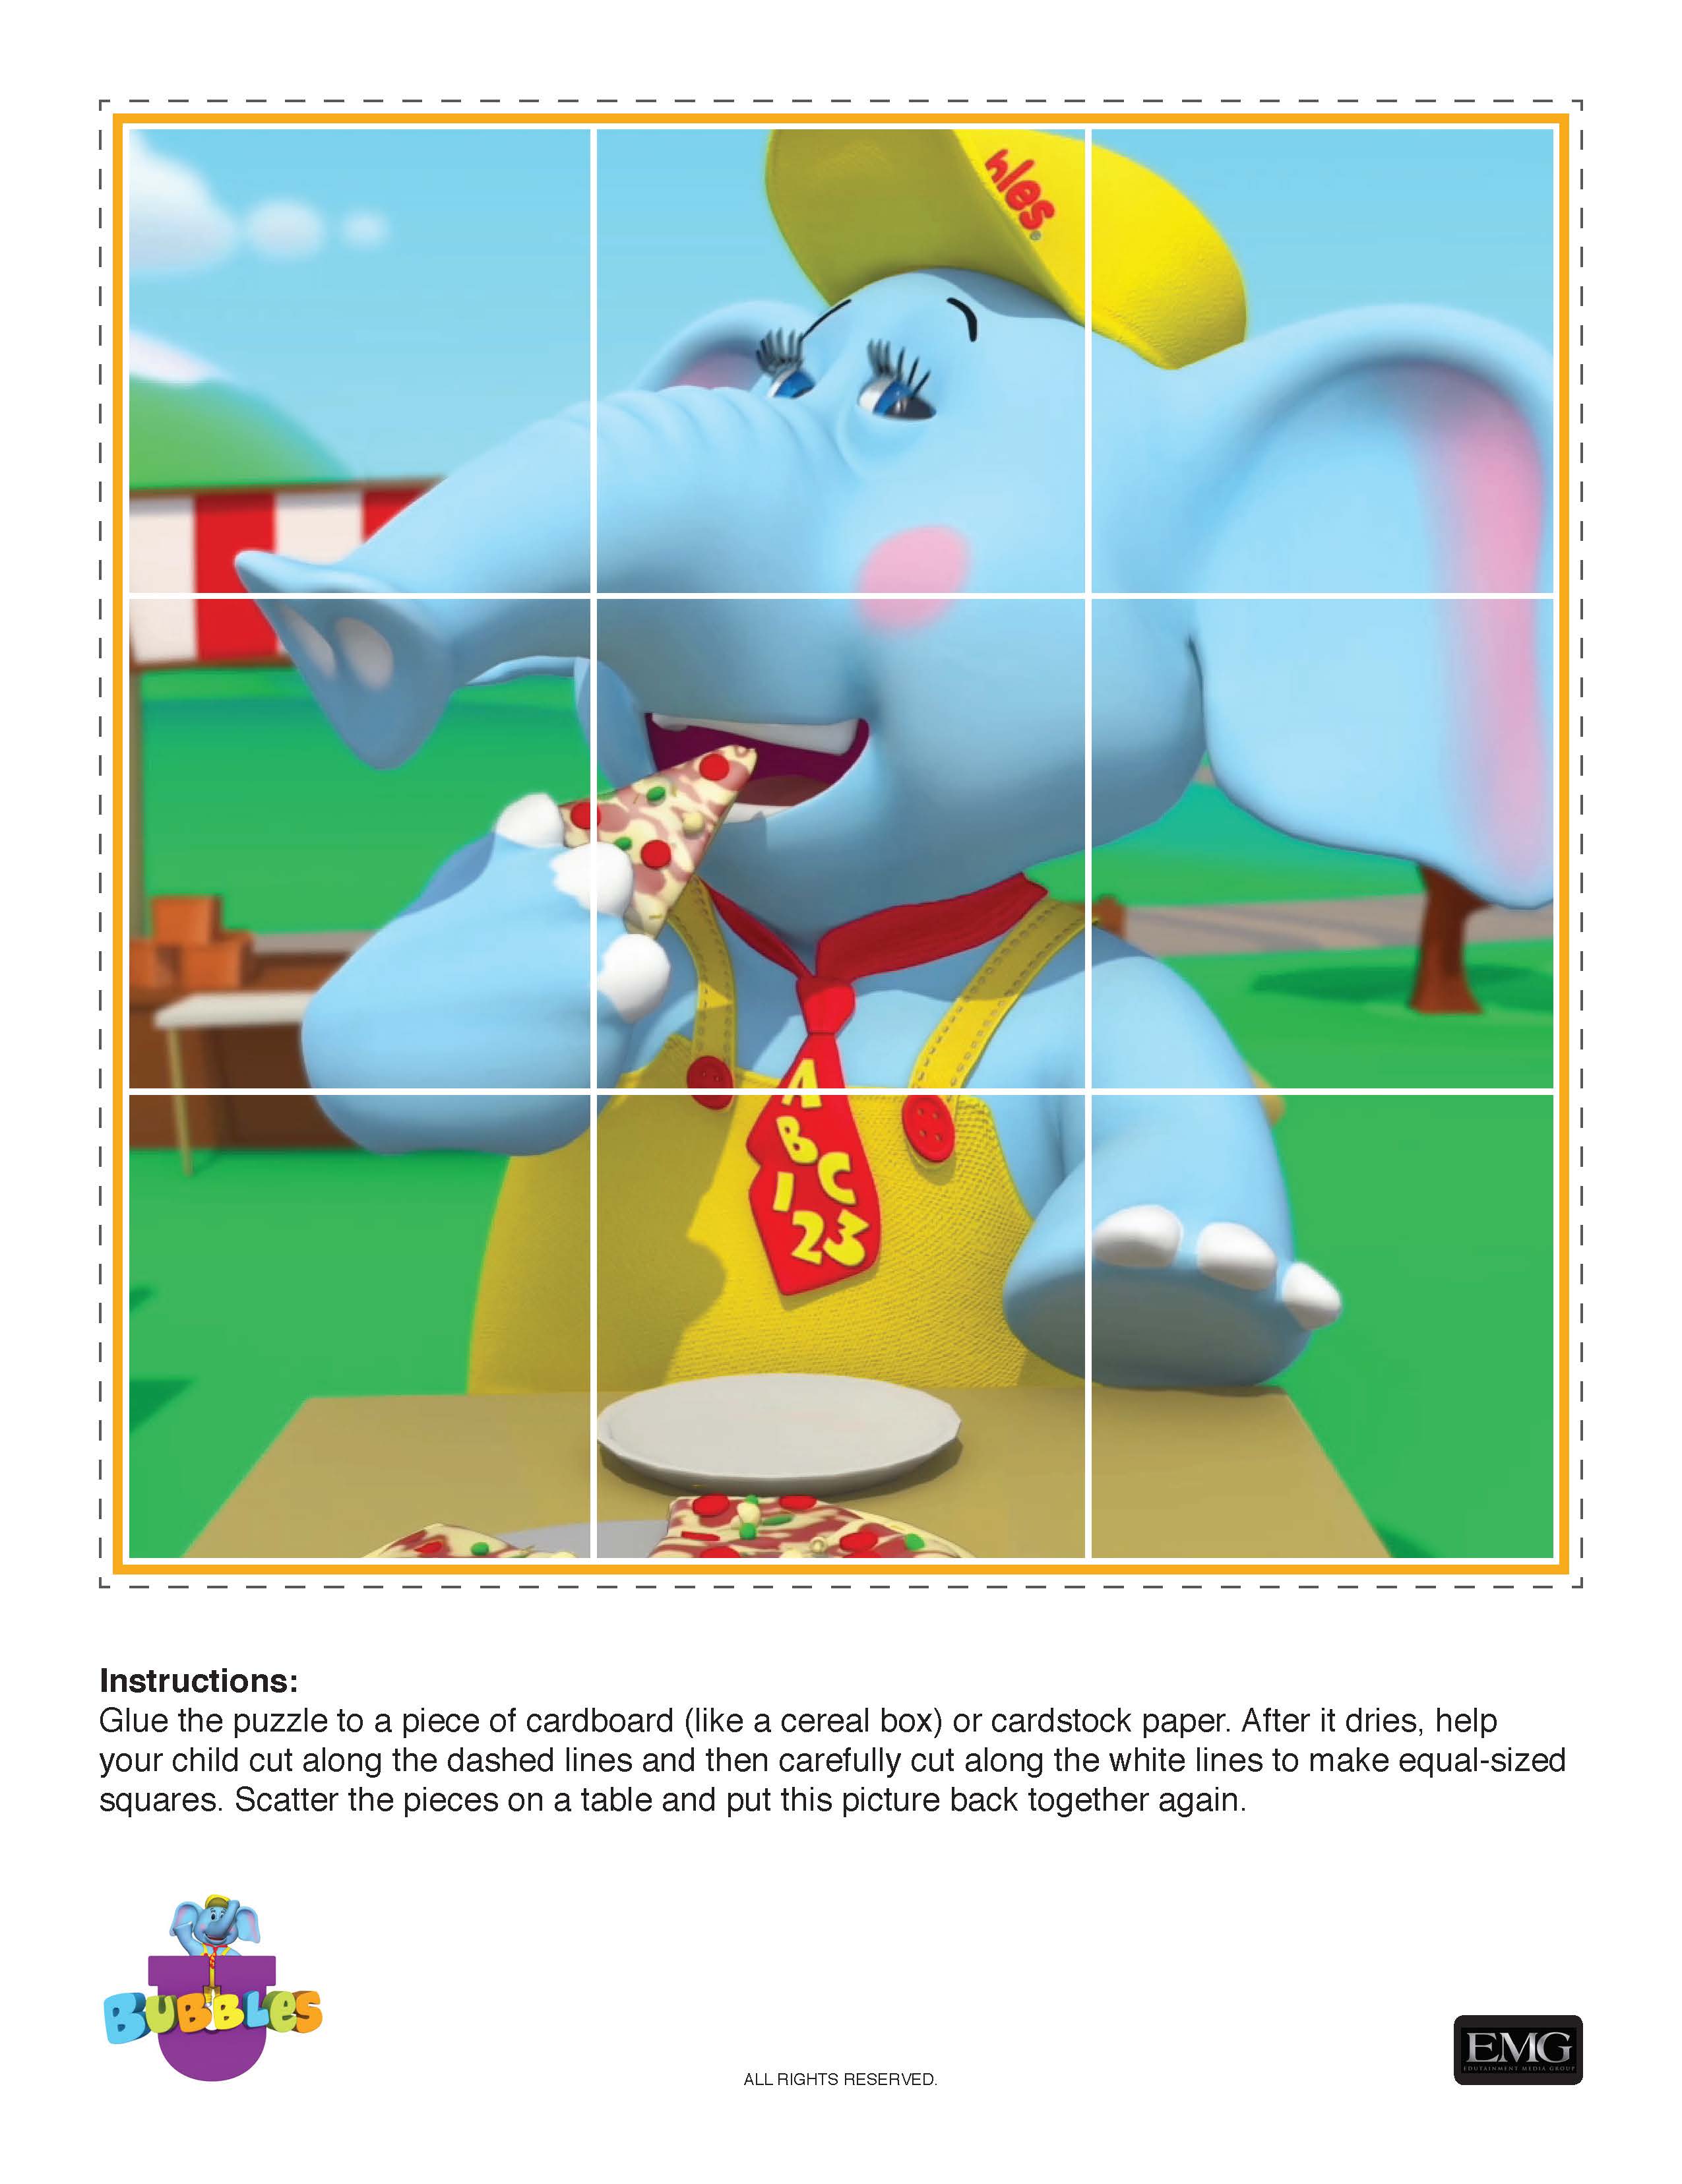 bles®
A
B
C
1
23
Instructions:
Glue the puzzle to a piece of cardboard (like a cereal box) or cardstock paper. After it dries, help
your child cut along the dashed lines and then carefully cut along the white lines to make equal-sized
squares. Scatter the pieces on a table and put this picture back together again.
U
BUBBLeS
ALL RIGHTS RESERVED.
EMG
EDUTAINMENT MEDIA GROUP